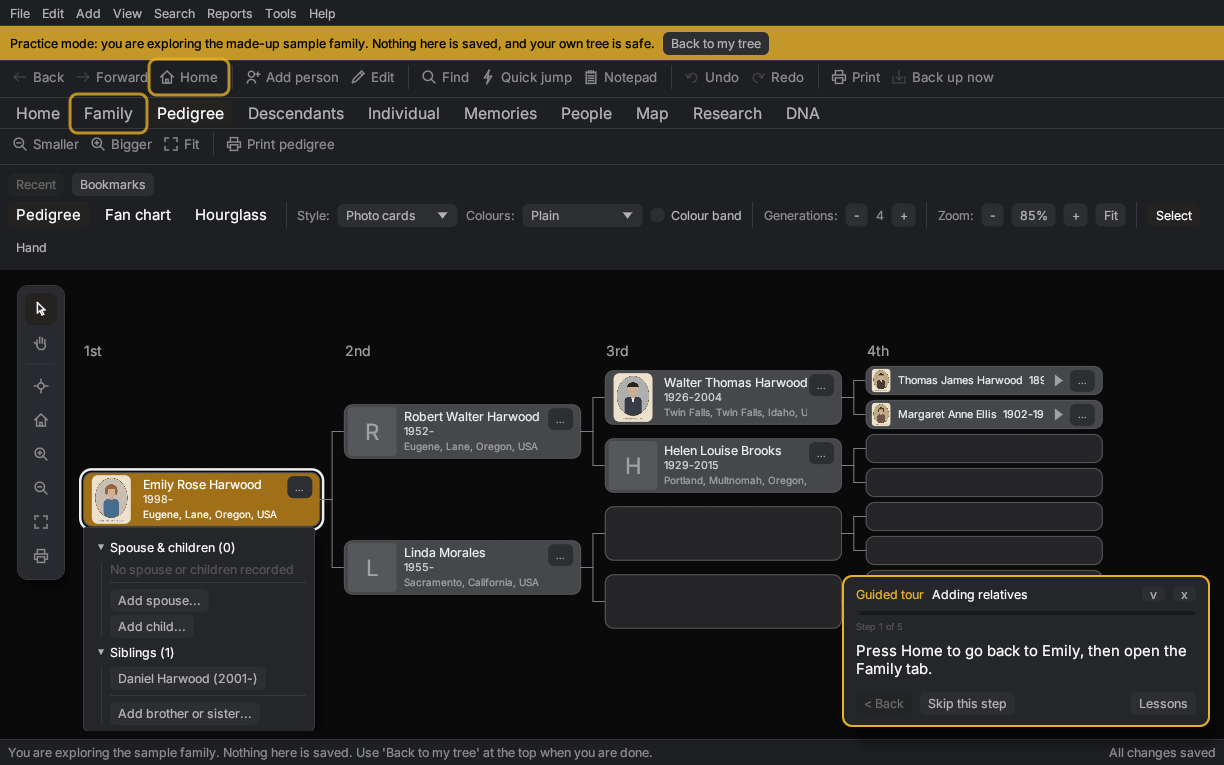 File Edit Add View Search Reports Tools Help
Practice mode: you are exploring the made-up sample family. Nothing here is saved, and your own tree is safe. Back to my tree
Back Forward Home Add person Edit Find Quick jump Notepad Undo Redo Print Back up now
Home Family Pedigree Descendants Individual Memories People Map Research DNA
Smaller Bigger Fit Print pedigree
Recent Bookmarks
Pedigree Fan chart Hourglass Style: Photo cards Colours: Plain Colour band Generations: - 4 + Zoom: - 85% + Fit Select
Hand
1st 2nd 3rd 4th
Emily Rose Harwood ...
1998-
Eugene, Lane, Oregon, USA
Spouse & children (0)
No spouse or children recorded
Add spouse...
Add child...
Siblings (1)
Daniel Harwood (2001-)
Add brother or sister...
R
Robert Walter Harwood ...
1952-
Eugene, Lane, Oregon, USA
L
Linda Morales ...
1955-
Sacramento, California, USA
Walter Thomas Harwood ...
1926-2004
Twin Falls, Twin Falls, Idaho, U
H
Helen Louise Brooks ...
1929-2015
Portland, Multnomah, Oregon,
Thomas James Harwood 189 ...
Margaret Anne Ellis 1902-19 ...
Guided tour Adding relatives v x
Step 1 of 5
Press Home to go back to Emily, then open the
Family tab.
< Back Skip this step Lessons
You are exploring the sample family. Nothing here is saved. Use 'Back to my tree' at the top when you are done. All changes saved